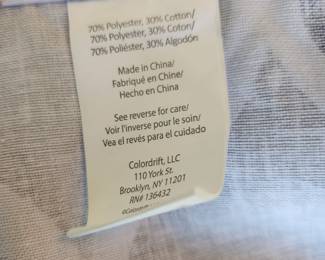 70% Polyester, 30% Cotton/
70% Polyester, 30% Coton/
70% Poliéster, 30% Algodón
Made in China/
Fabriqué en Chine/
Hecho en China
See reverse for care/
Voir l'inverse pour le soin/
Vea el revés para el cuidado
Colordrift, LLC
110 York St.
Brooklyn, NY 11201
RN# 136432